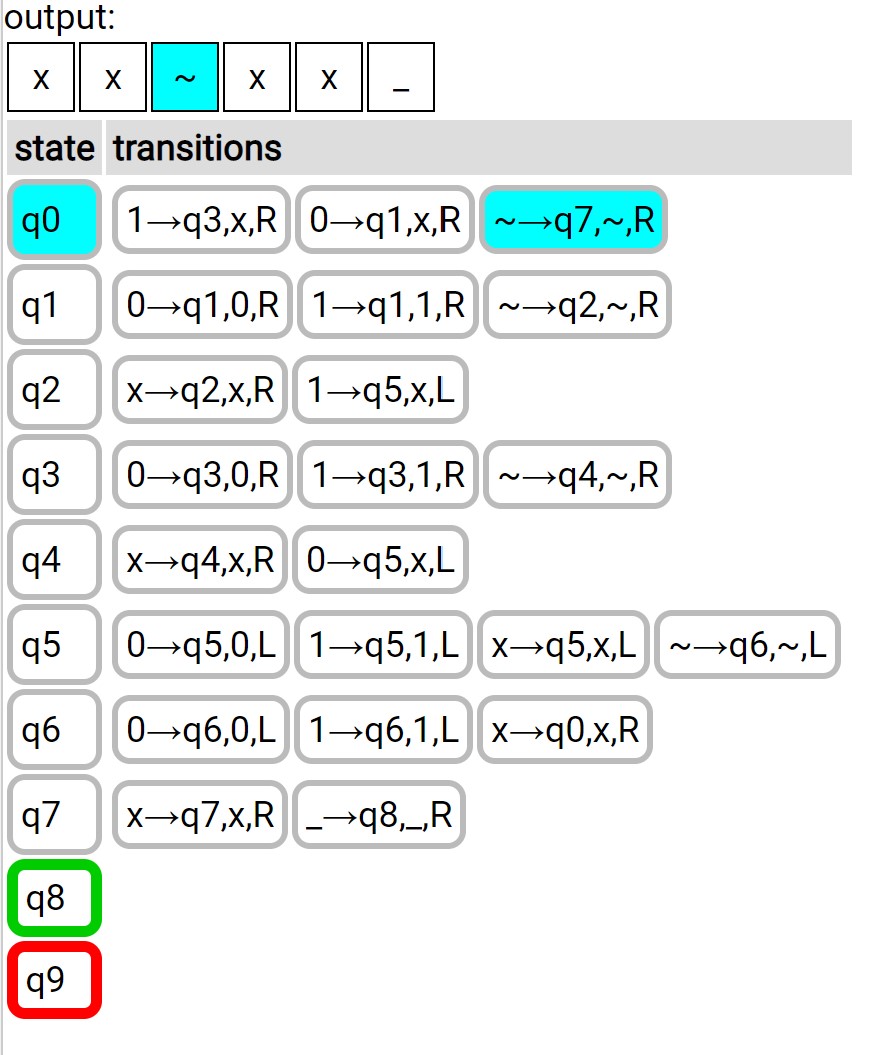 output:
x x ~ x x _
state transitions
q0 1→q3,x,R 0→q1,x,R ~→q7,~,R
q1 0→q1,0,R 1→q1,1,R ~→q2,~,R
q2 x→q2,x,R 1→q5,x,L
q3 0→q3,0,R 1→q3,1,R ~→q4,~,R
q4 x→q4,x,R 0→q5,x,L
q5 0→q5,0,L 1→q5,1,L x→q5,x,L ~→q6,~,L
q6 0→q6,0,L 1→q6,1,L x→q0,x,R
q7 x→q7,x,R _→q8,_,R
q8
q9